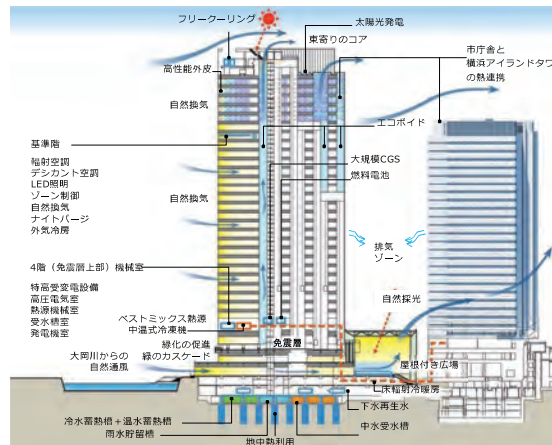 フリークーリング
太陽光発電
東寄りのコア
市庁舎と
横浜アイランドタワ
の熱連携
高性能外皮
自然換気
エコボイド
基準階
輻射空調
デシカント空調
LED照明
ゾーン制御
自然換気
ナイトパージ
外気冷房
大規模CGS
燃料電池
自然換気
排気
ゾーン
4階（免震層上部）機械室
特高受変電設備
高圧電気室
熱源機械室
受水槽室
発電機室
自然採光
ベストミックス熱源
中温式冷凍機
緑化の促進
緑のカスケード
免震層
大岡川からの
自然通風
屋根付き広場
床輻射冷暖房
下水再生水
冷水蓄熱槽＋温水蓄熱槽
雨水貯留槽
地中熱利用
中水受水槽